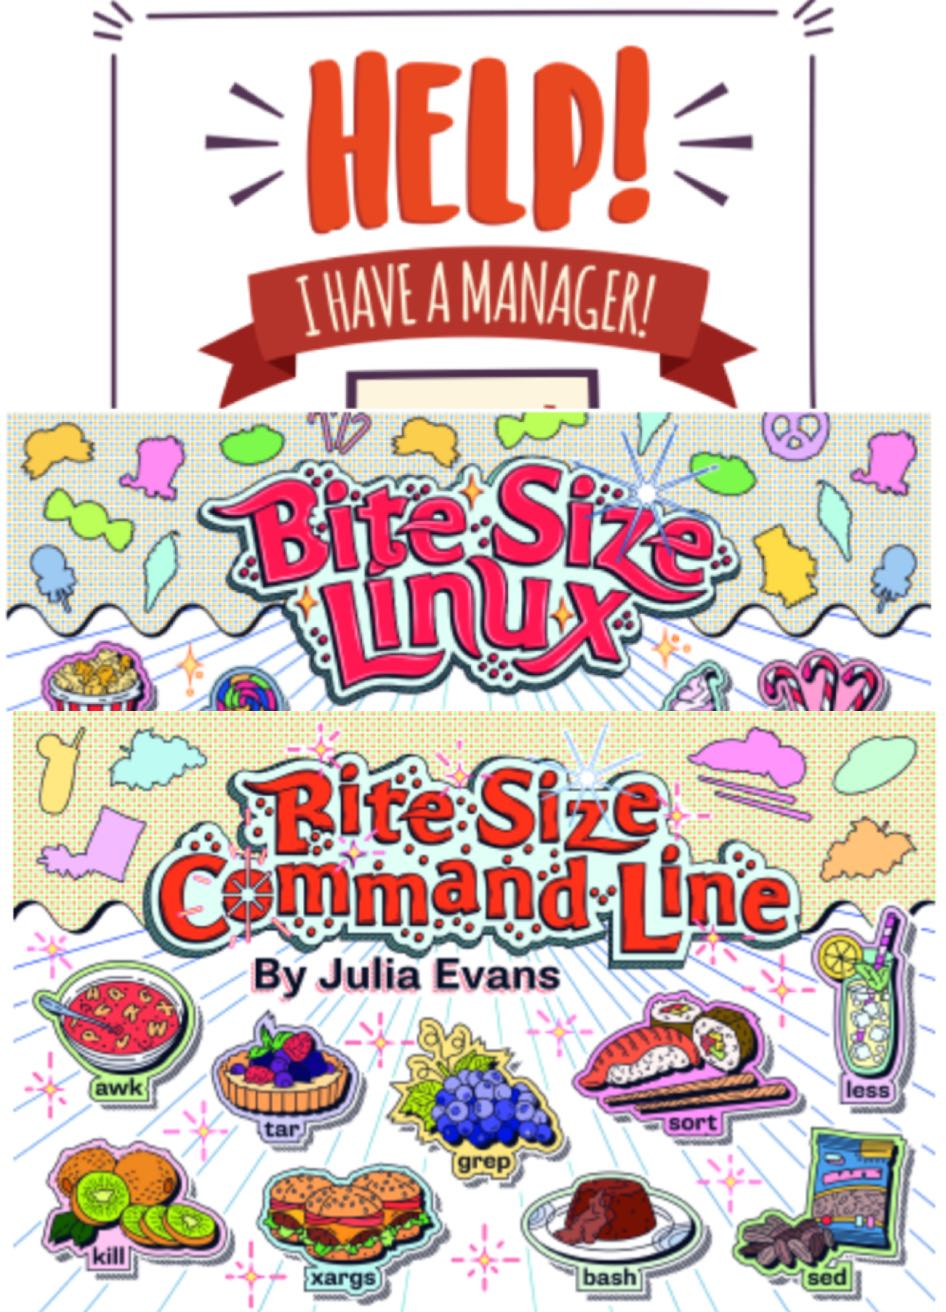 HELP!
I HAVE A MANAGER!
Bite Size
Linux
Bite Size
Command Line
By Julia Evans
awk
tar
grep
sort
less
kill
xargs
bash
sed